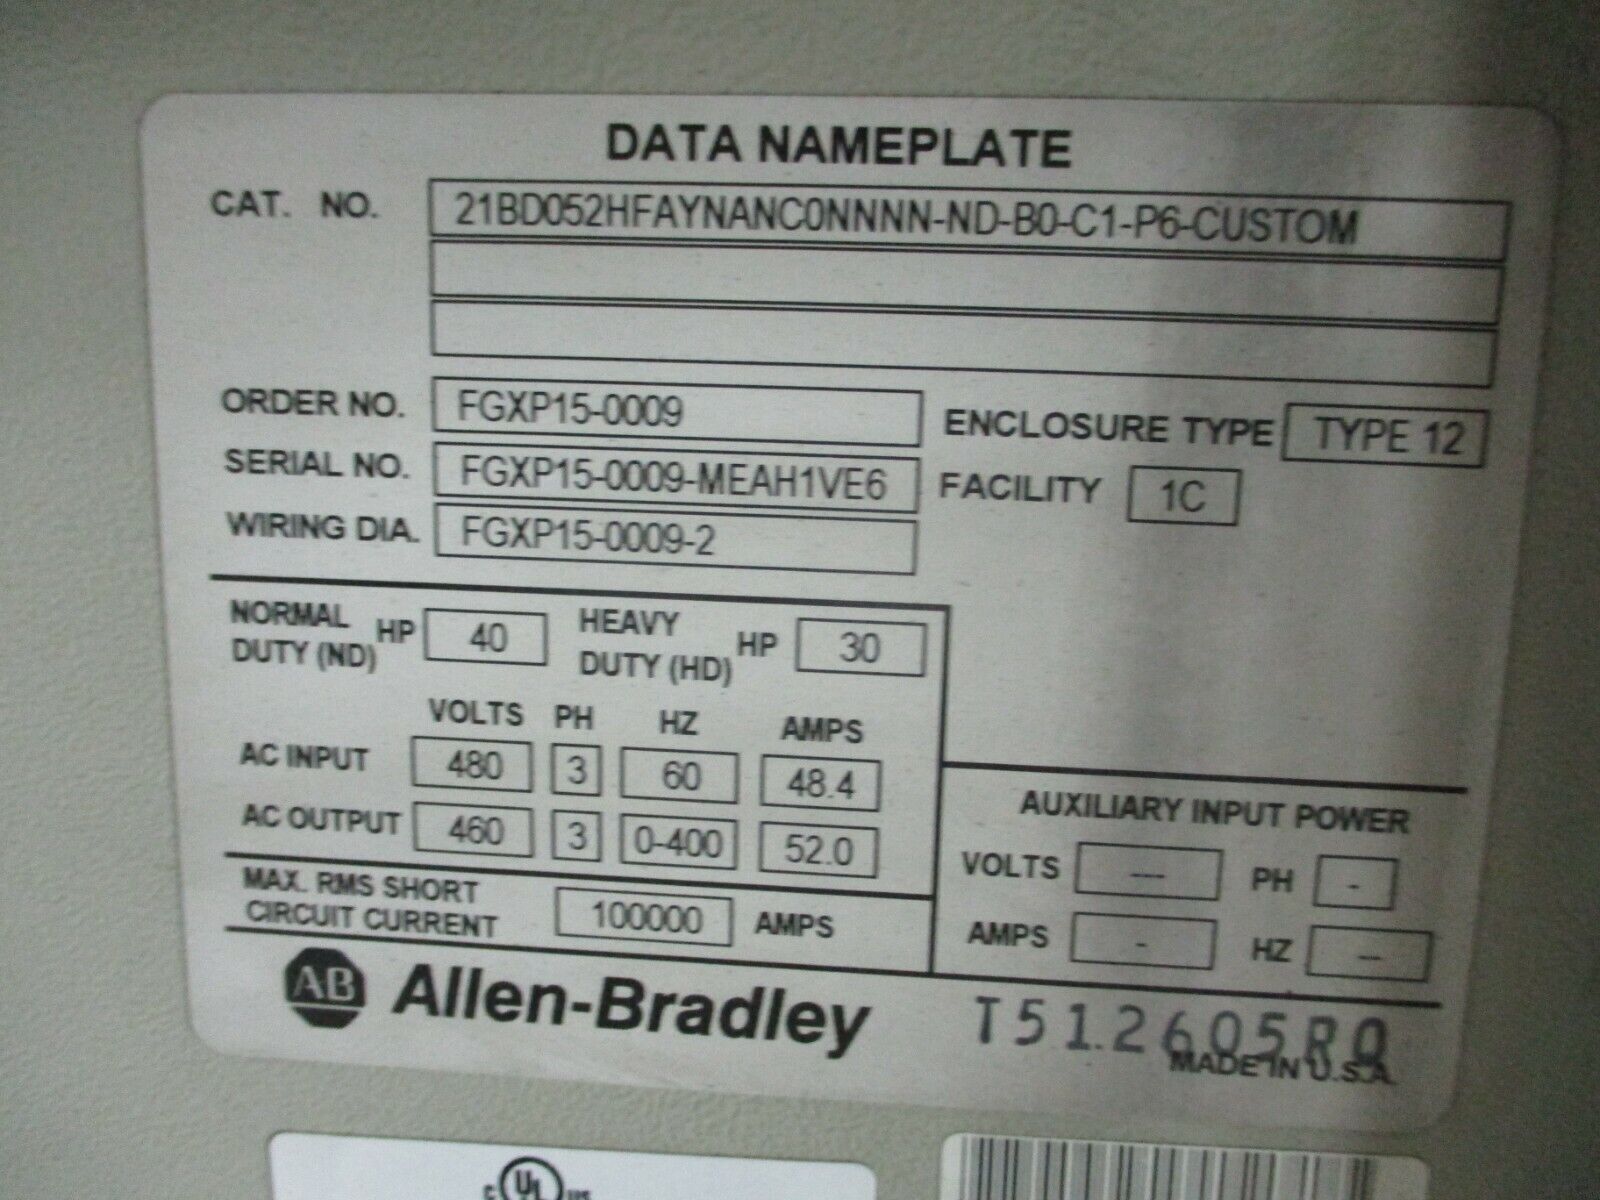 DATA NAMEPLATE
CAT. NO. 21BD052HFAYNANC0NNNN-ND-B0-C1-P6-CUSTOM
ORDER NO. FGXP15-0009 ENCLOSURE TYPE TYPE 12
SERIAL NO. FGXP15-0009-MEAH1VE6 FACILITY 1C
WIRING DIA. FGXP15-0009-2
NORMAL DUTY (ND) HP 40 HEAVY DUTY (HD) HP 30
VOLTS PH HZ AMPS
AC INPUT 480 3 60 48.4
AC OUTPUT 460 3 0-400 52.0
MAX. RMS SHORT
CIRCUIT CURRENT 100000 AMPS
AUXILIARY INPUT POWER
VOLTS --- PH -
AMPS - HZ --
AB Allen-Bradley
MADE IN U.S.A.
C UL US